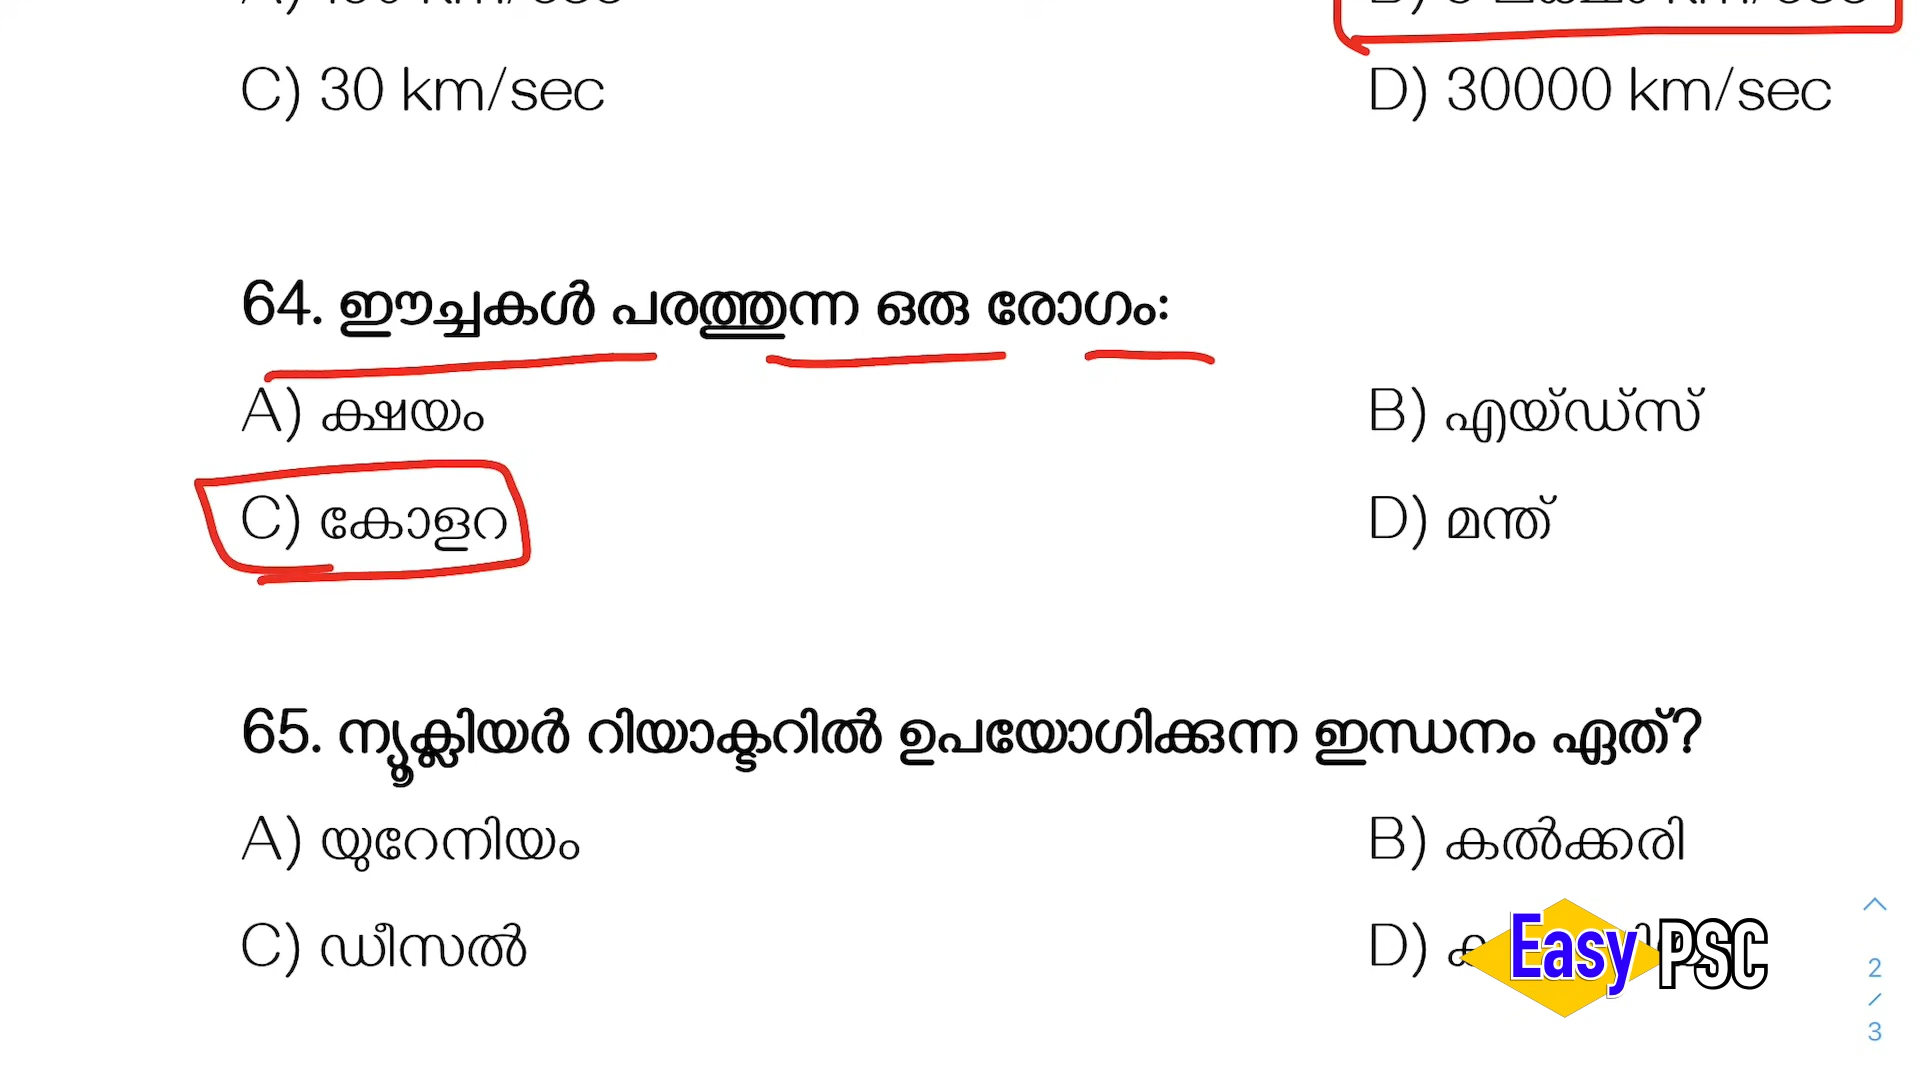 C) 30 km/sec
D) 30000 km/sec
64. ഈച്ചകൾ പരത്തുന്ന ഒരു രോഗം:
A) ക്ഷയം
B) എയ്ഡ്സ്
C) കോളറ
D) മന്ത്
65. ന്യൂക്ലിയർ റിയാക്ടറിൽ ഉപയോഗിക്കുന്ന ഇന്ധനം ഏത്?
A) യുറേനിയം
B) കൽക്കരി
C) ഡീസൽ
D)
Easy PSC
2
/
3